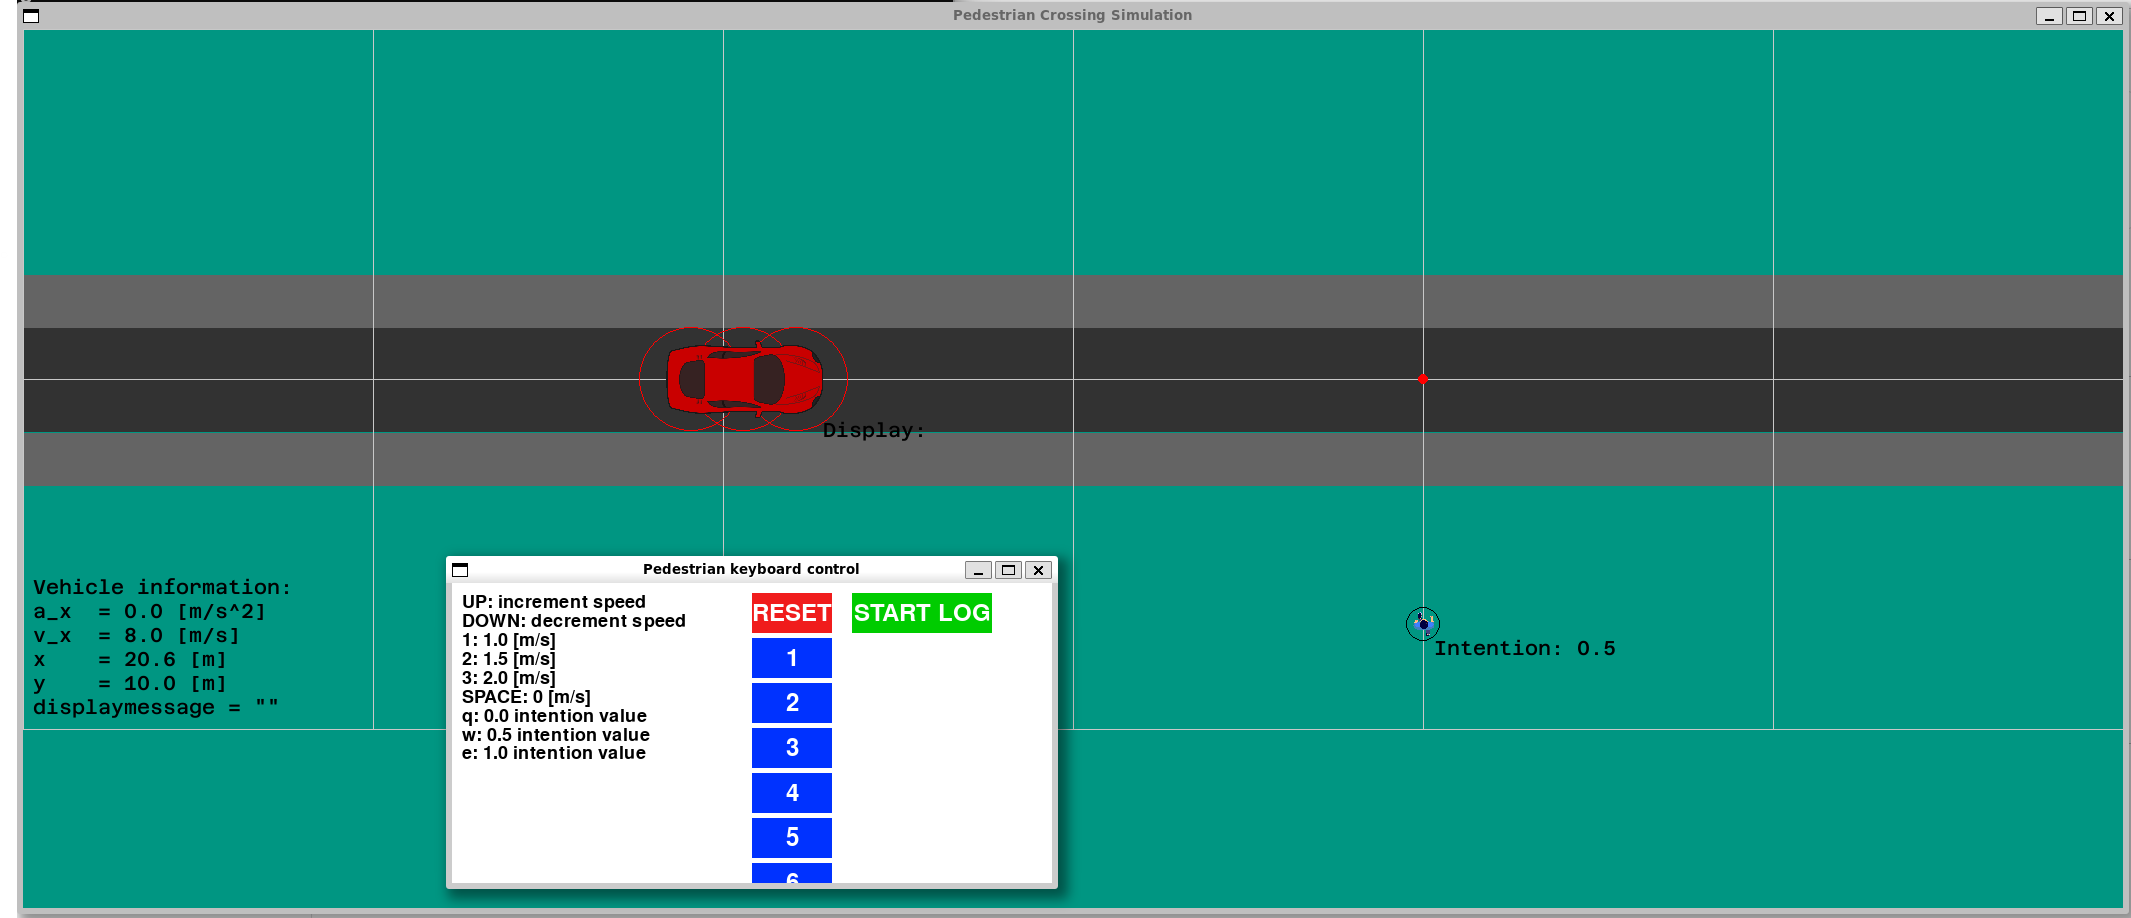 Pedestrian Crossing Simulation
Display:
Vehicle information:
a_x  = 0.0 [m/s^2]
v_x  = 8.0 [m/s]
x    = 20.6 [m]
y    = 10.0 [m]
displaymessage = ""
Pedestrian keyboard control
UP: increment speed
DOWN: decrement speed
1: 1.0 [m/s]
2: 1.5 [m/s]
3: 2.0 [m/s]
SPACE: 0 [m/s]
q: 0.0 intention value
w: 0.5 intention value
e: 1.0 intention value
RESET
START LOG
1
2
3
4
5
6
Intention: 0.5